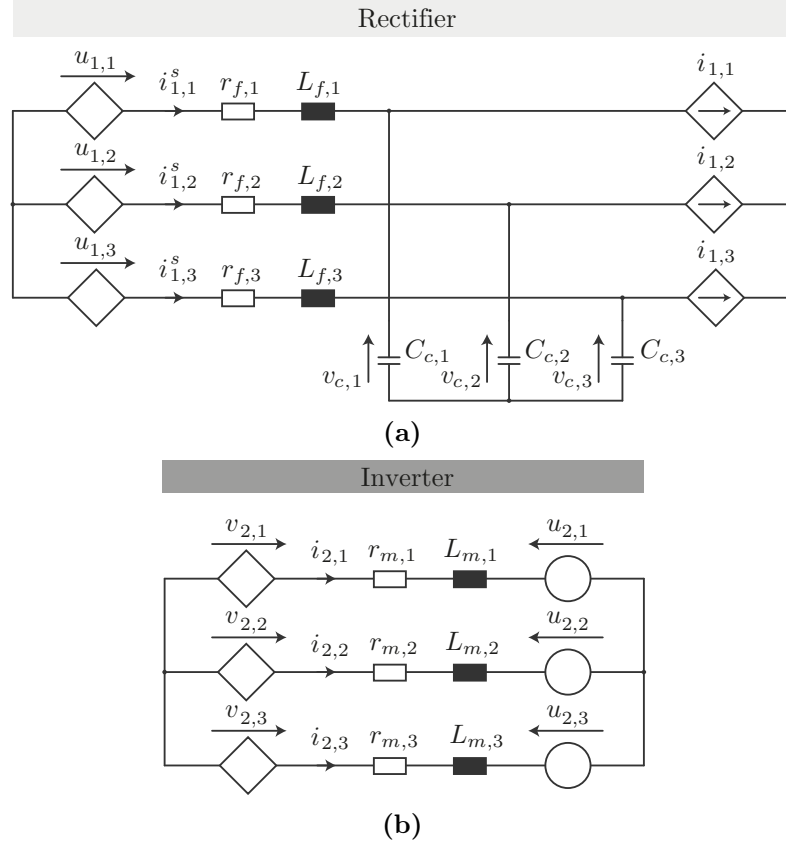 Rectifier
u_{1,1}
i^s_{1,1} r_{f,1} L_{f,1} i_{1,1}
u_{1,2}
i^s_{1,2} r_{f,2} L_{f,2} i_{1,2}
u_{1,3}
i^s_{1,3} r_{f,3} L_{f,3} i_{1,3}
v_{c,1} C_{c,1} v_{c,2} C_{c,2} v_{c,3} C_{c,3}
(a)
Inverter
v_{2,1} u_{2,1}
i_{2,1} r_{m,1} L_{m,1}
v_{2,2} u_{2,2}
i_{2,2} r_{m,2} L_{m,2}
v_{2,3} u_{2,3}
i_{2,3} r_{m,3} L_{m,3}
(b)